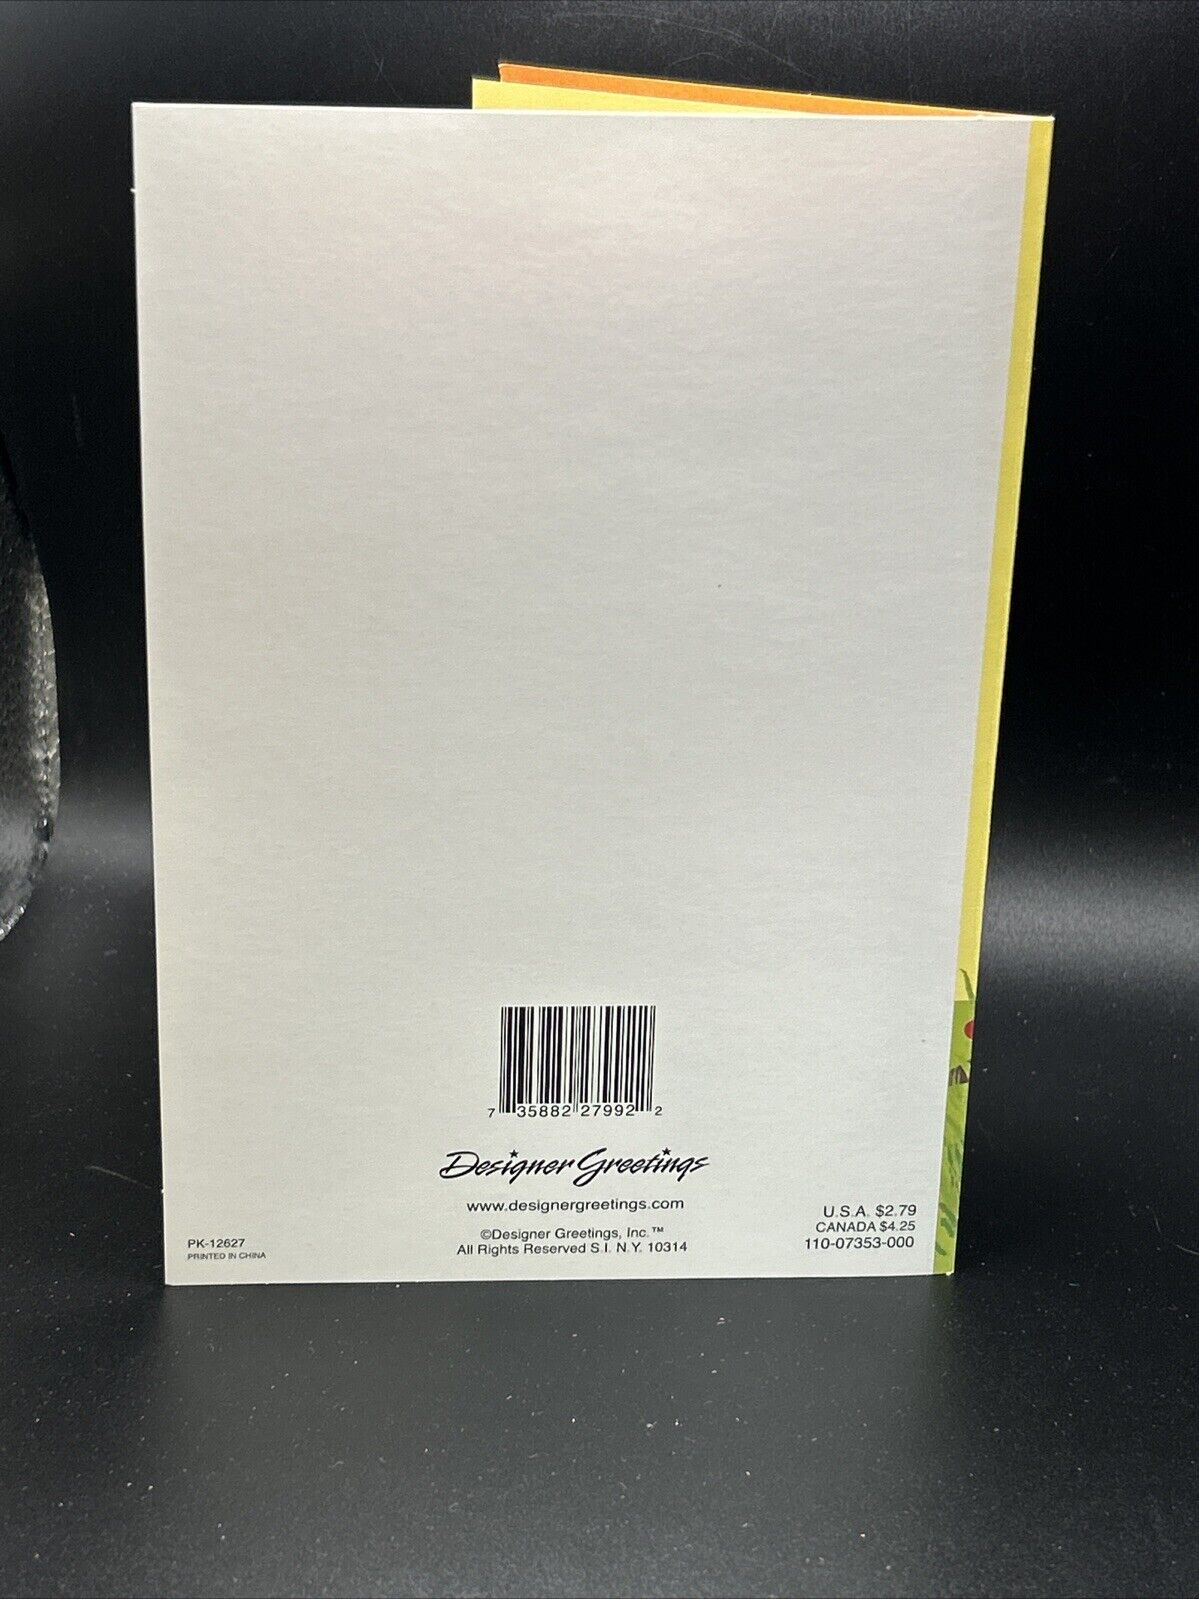 7 35882 27992 2
Designer Greetings
www.designergreetings.com
©Designer Greetings, Inc.™
All Rights Reserved S.I. N.Y. 10314
PK-12627
PRINTED IN CHINA
U.S.A. $2.79
CANADA $4.25
110-07353-000